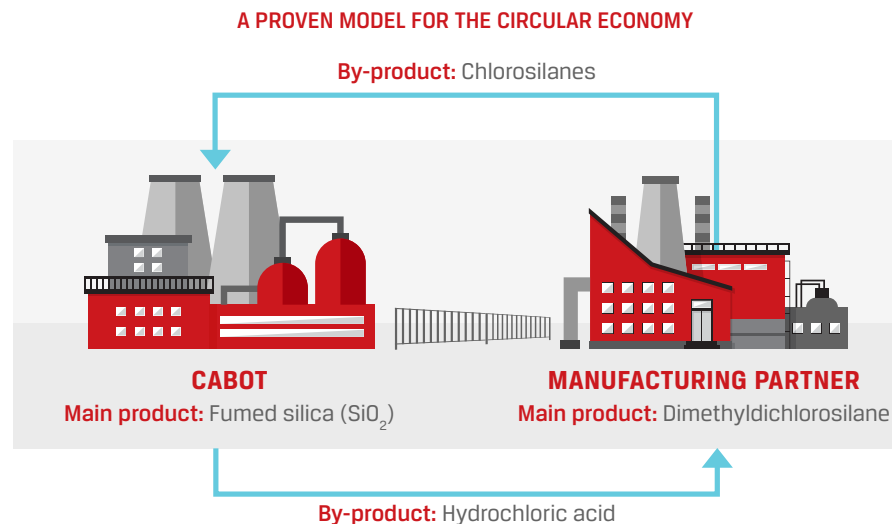 A PROVEN MODEL FOR THE CIRCULAR ECONOMY
By-product: Chlorosilanes
CABOT
Main product: Fumed silica (SiO₂)
MANUFACTURING PARTNER
Main product: Dimethyldichlorosilane
By-product: Hydrochloric acid